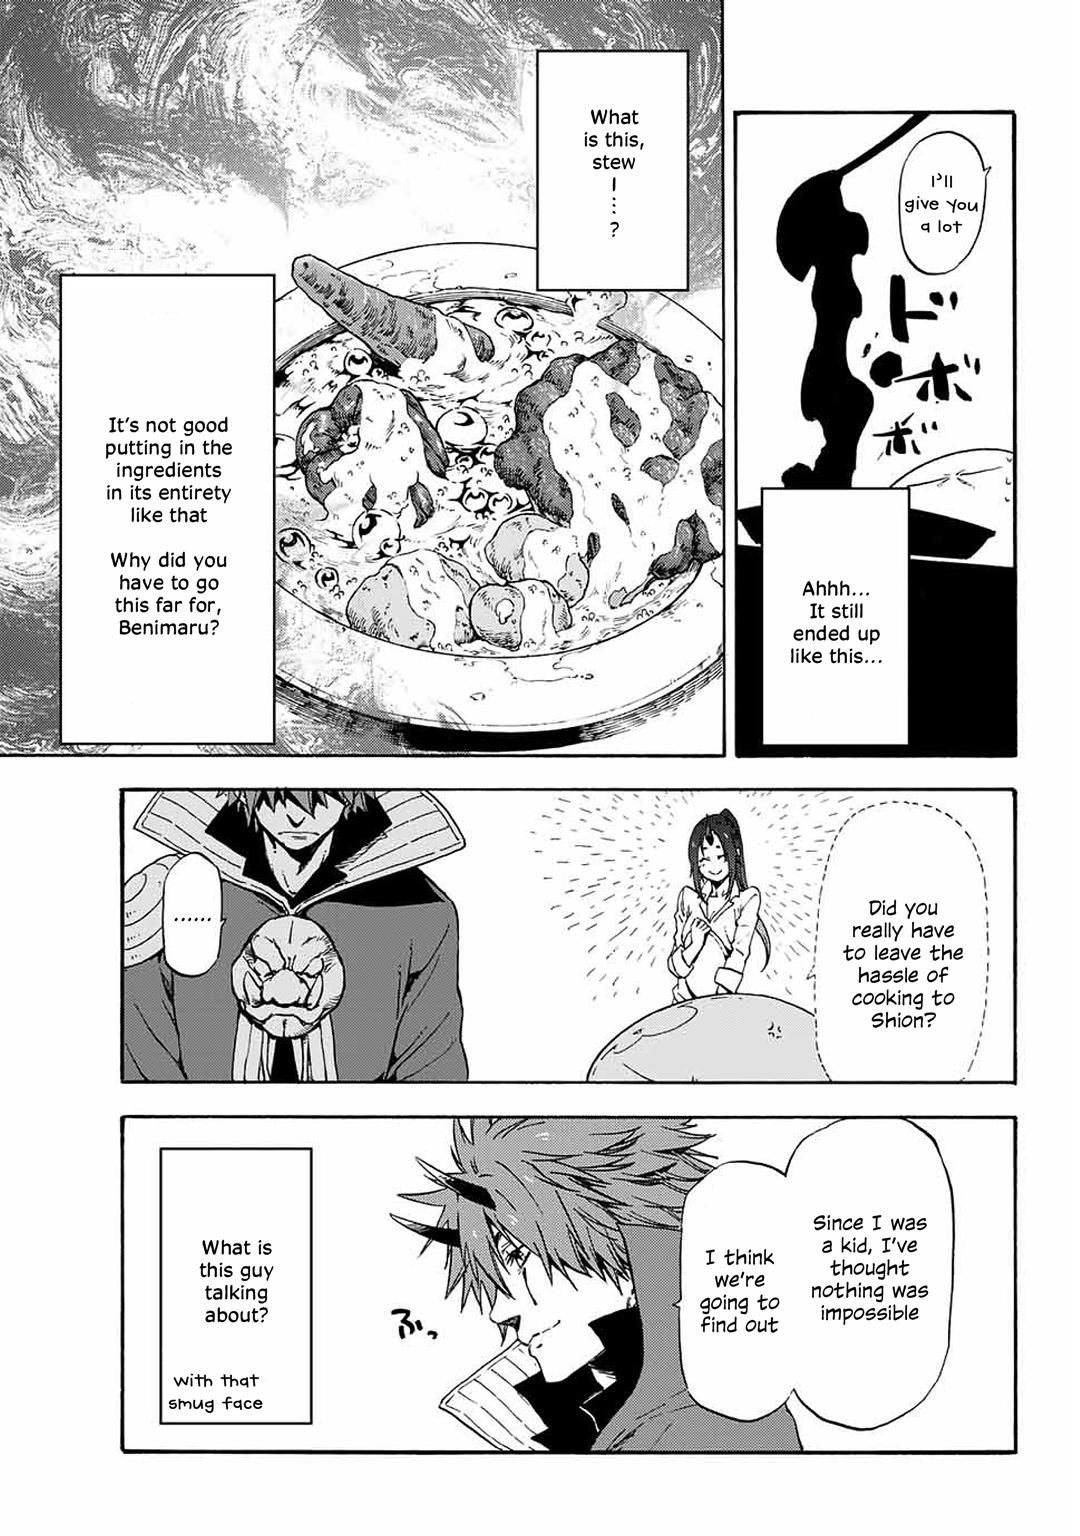 I'll
give you
a lot
ドボボ
Ahhh...
It still
ended up
like this...
What
is this,
stew
-...?
It's not good
putting in the
ingredients
in its entirety
like that
Why did you
have to go
this far for,
Benimaru?
Did you
really have
to leave the
hassle of
cooking to
Shion?
......
Since I was
a kid, I've
thought
nothing was
impossible
I think
we're
going to
find out
ふっ
What is
this guy
talking
about?
with that
smug face